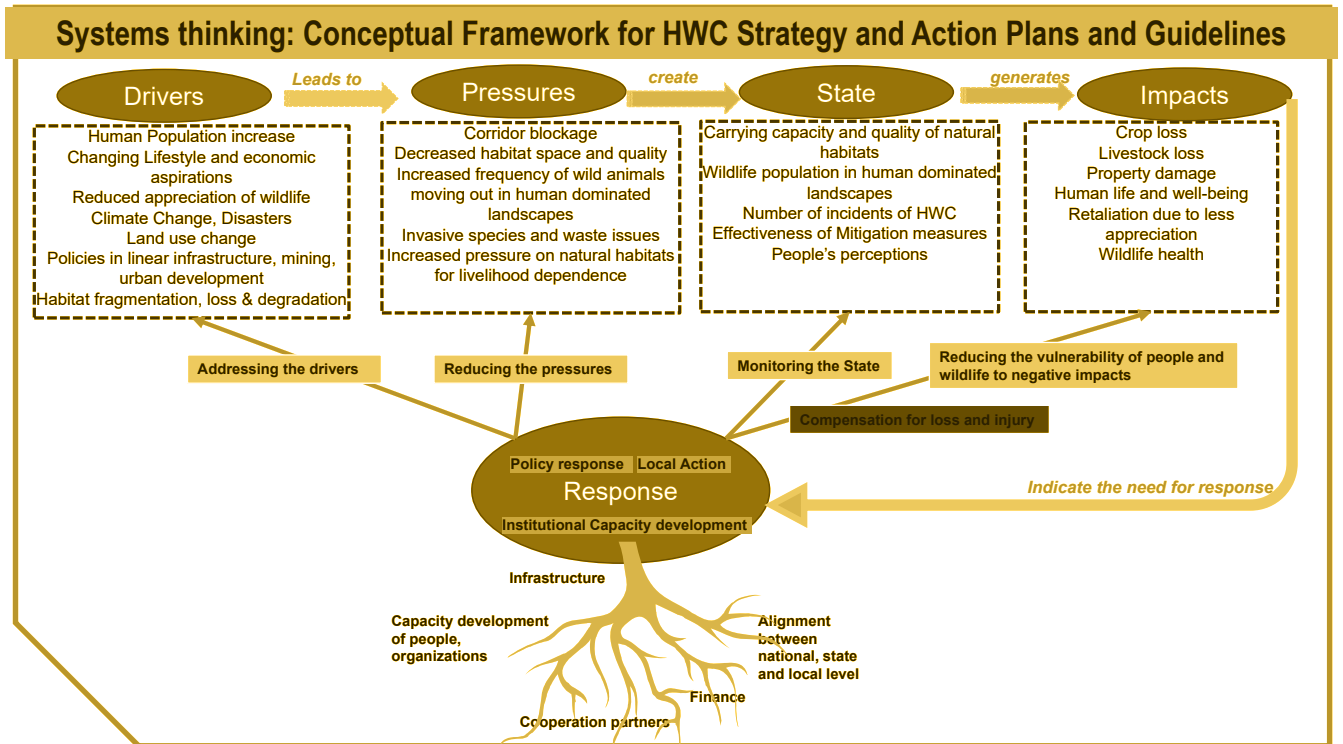 Systems thinking: Conceptual Framework for HWC Strategy and Action Plans and Guidelines
Drivers
Leads to
Pressures
create
State
generates
Impacts
Human Population increase
Changing Lifestyle and economic
aspirations
Reduced appreciation of wildlife
Climate Change, Disasters
Land use change
Policies in linear infrastructure, mining,
urban development
Habitat fragmentation, loss & degradation
Corridor blockage
Decreased habitat space and quality
Increased frequency of wild animals
moving out in human dominated
landscapes
Invasive species and waste issues
Increased pressure on natural habitats
for livelihood dependence
Carrying capacity and quality of natural
habitats
Wildlife population in human dominated
landscapes
Number of incidents of HWC
Effectiveness of Mitigation measures
People’s perceptions
Crop loss
Livestock loss
Property damage
Human life and well-being
Retaliation due to less
appreciation
Wildlife health
Addressing the drivers
Reducing the pressures
Monitoring the State
Reducing the vulnerability of people and
wildlife to negative impacts
Compensation for loss and injury
Policy response
Local Action
Response
Institutional Capacity development
Indicate the need for response
Infrastructure
Capacity development
of people,
organizations
Alignment
between
national, state
and local level
Finance
Cooperation partners